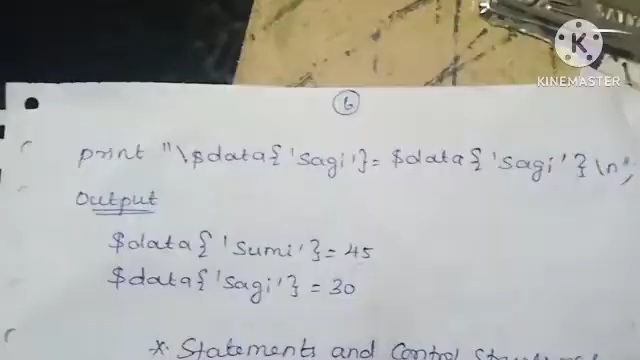 KINEMASTER
6
print "\$data{'sagi'}= $data{'sagi'}\n";
Output
$data{'sumi'}=45
$data{'sagi'}=30
*. Statements and Control